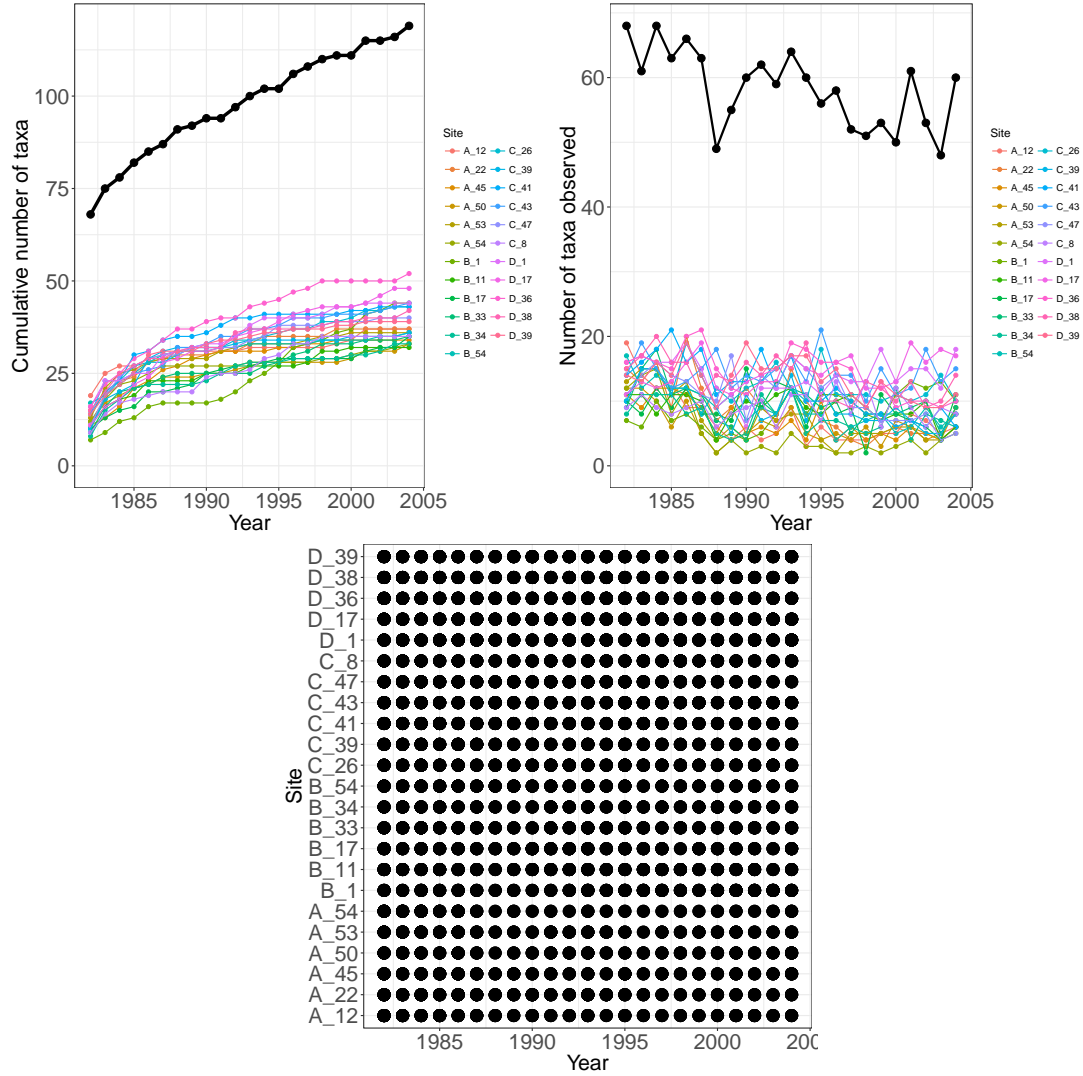 Cumulative number of taxa
100
75
50
25
0
1985 1990 1995 2000 2005
Year
Site
A_12 C_26
A_22 C_39
A_45 C_41
A_50 C_43
A_53 C_47
A_54 C_8
B_1 D_1
B_11 D_17
B_17 D_36
B_33 D_38
B_34 D_39
B_54
Number of taxa observed
60
40
20
0
1985 1990 1995 2000 2005
Year
Site
A_12 C_26
A_22 C_39
A_45 C_41
A_50 C_43
A_53 C_47
A_54 C_8
B_1 D_1
B_11 D_17
B_17 D_36
B_33 D_38
B_34 D_39
B_54
Site
D_39
D_38
D_36
D_17
D_1
C_8
C_47
C_43
C_41
C_39
C_26
B_54
B_34
B_33
B_17
B_11
B_1
A_54
A_53
A_50
A_45
A_22
A_12
1985 1990 1995 2000
Year